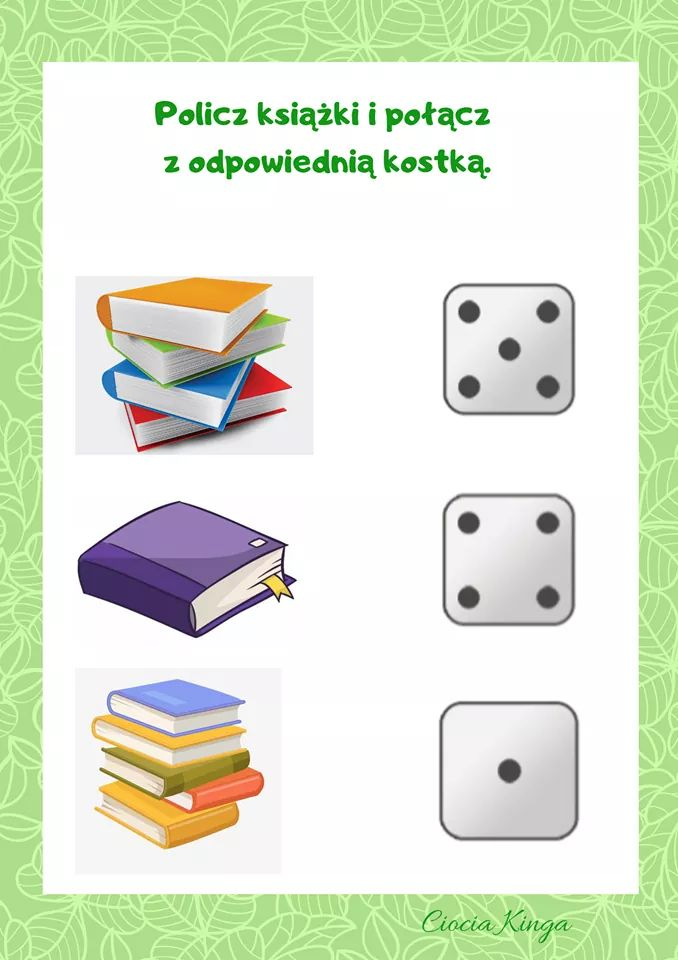 Policz książki i połącz
z odpowiednią kostką.
Ciocia Kinga